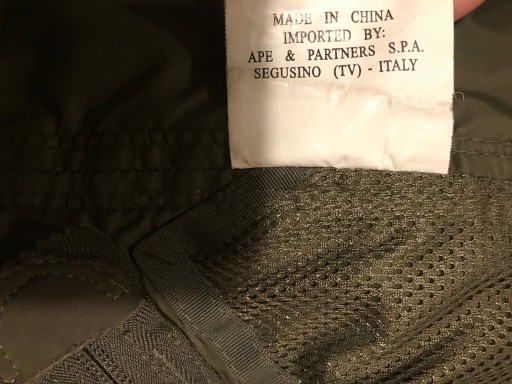 MADE IN CHINA
IMPORTED BY:
APE & PARTNERS S.P.A.
SEGUSINO (TV) - ITALY